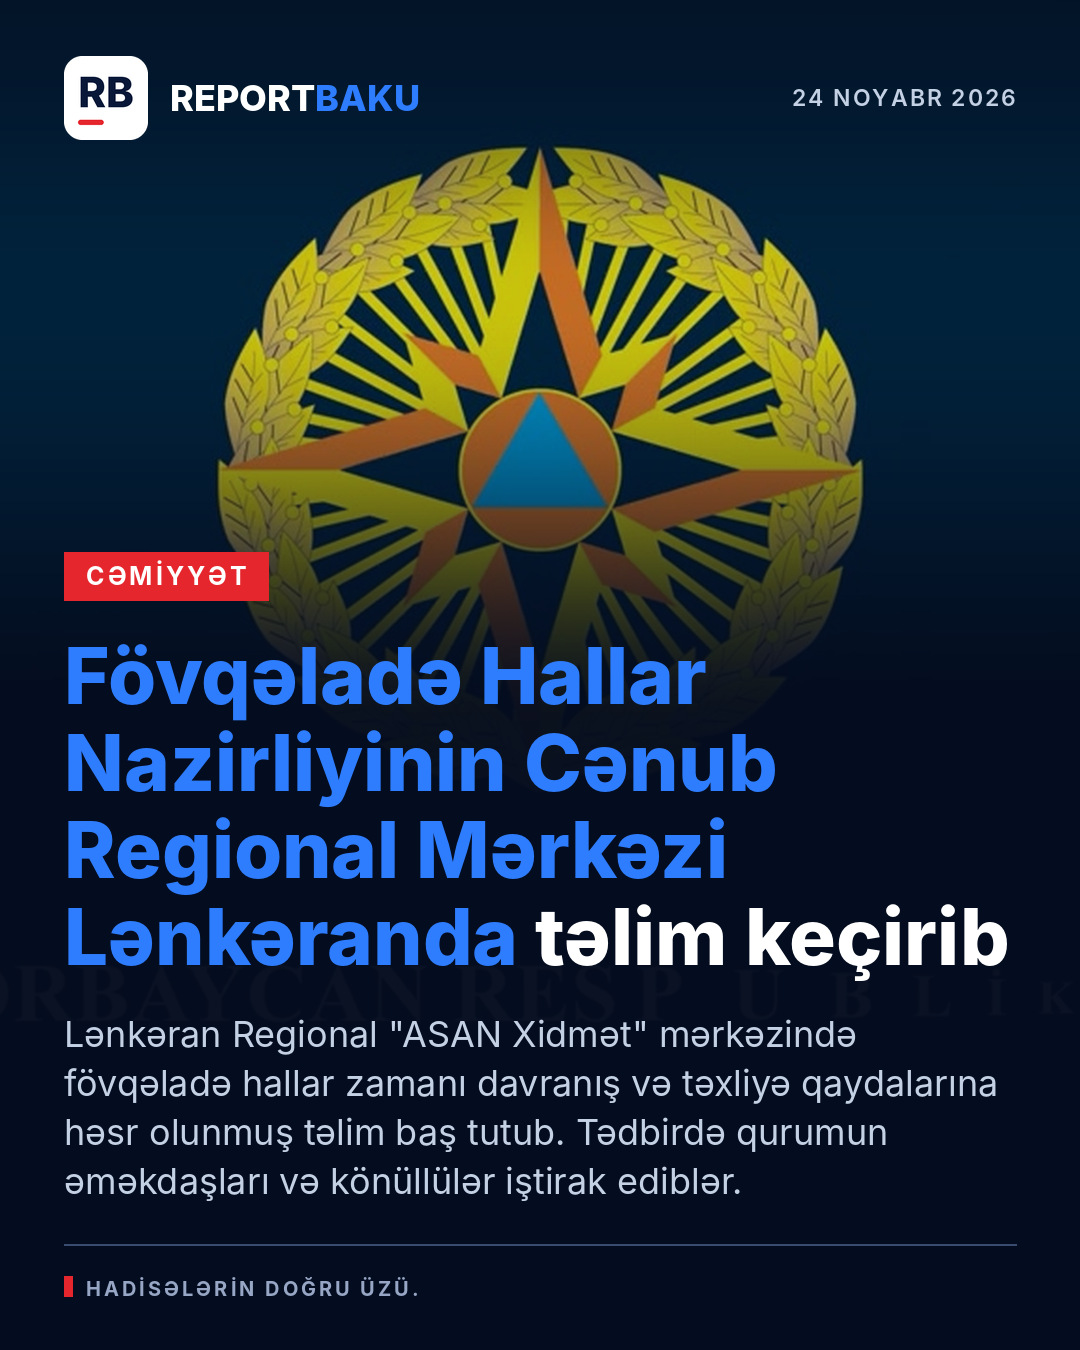 RB
REPORTBAKU
24 NOYABR 2026
CƏMİYYƏT
Fövqəladə Hallar
Nazirliyinin Cənub
Regional Mərkəzi
Lənkəranda təlim keçirib
RBAYCAN RESP U B L İ K
Lənkəran Regional "ASAN Xidmət" mərkəzində
fövqəladə hallar zamanı davranış və təxliyə qaydalarına
həsr olunmuş təlim baş tutub. Tədbirdə qurumun
əməkdaşları və könüllülər iştirak ediblər.
HADİSƏLƏRİN DOĞRU ÜZÜ.